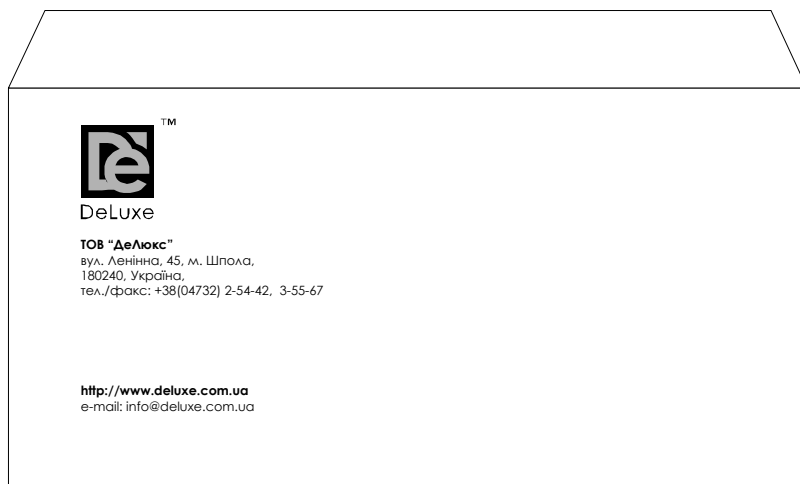 TM
De
DeLuxe
ТОВ “ДеЛюкс”
вул. Ленінна, 45, м. Шпола,
180240, Україна,
тел./факс: +38(04732) 2-54-42, 3-55-67
http://www.deluxe.com.ua
e-mail: info@deluxe.com.ua